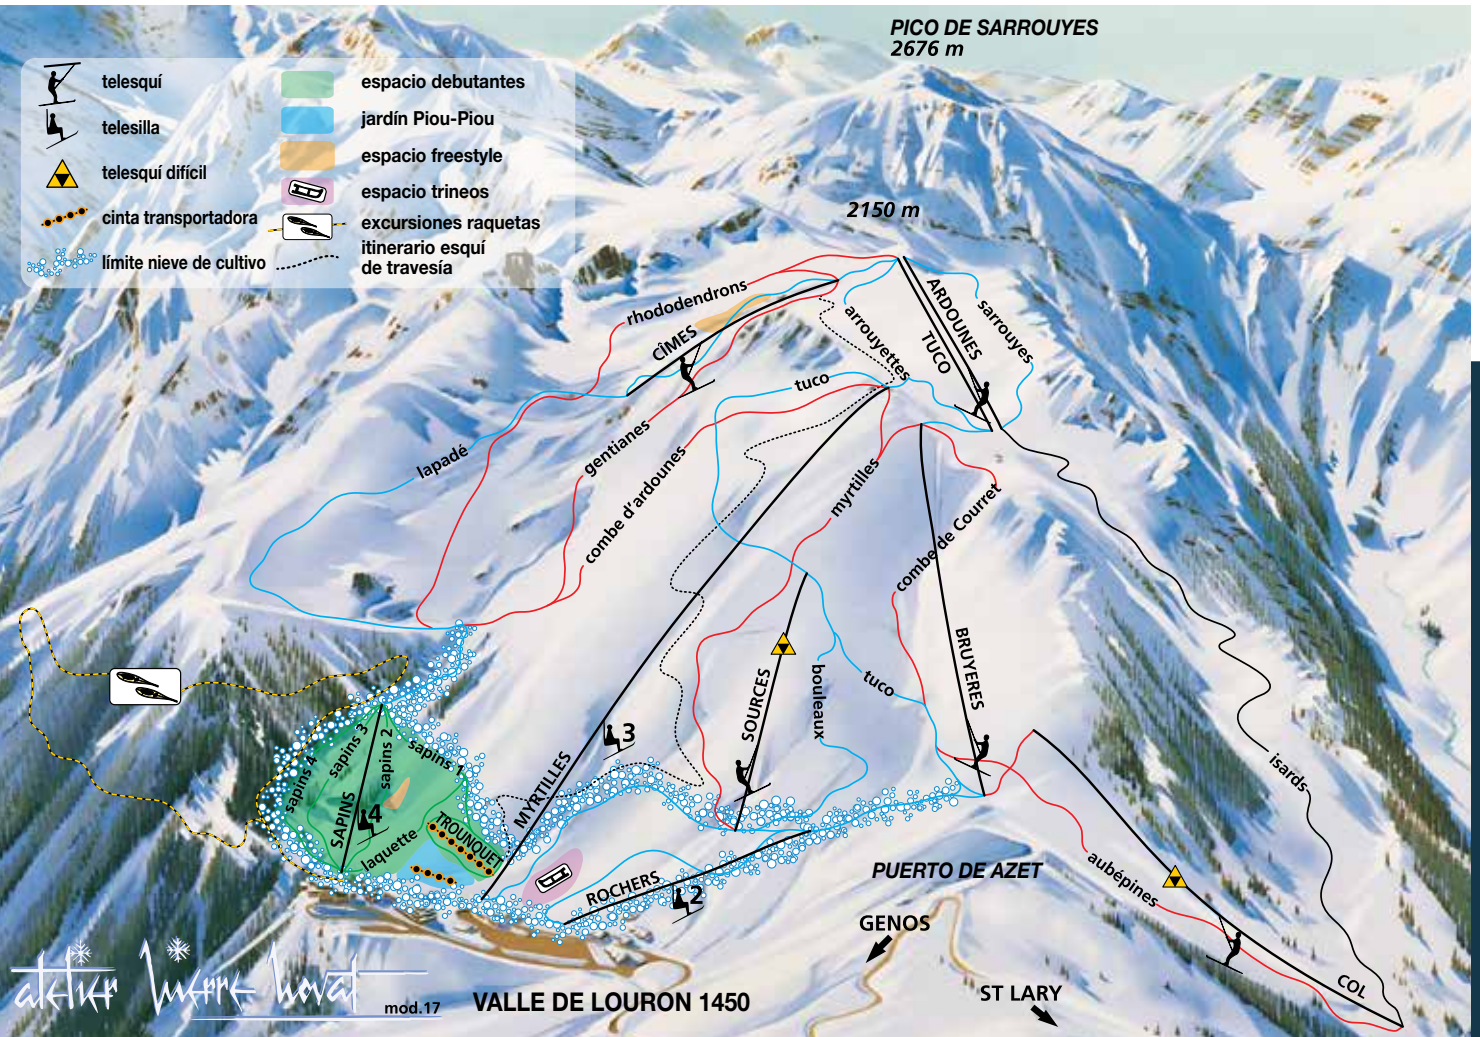 PICO DE SARROUYES
2676 m
telesquí
telesilla
telesquí difícil
cinta transportadora
límite nieve de cultivo
espacio debutantes
jardín Piou-Piou
espacio freestyle
espacio trineos
excursiones raquetas
itinerario esquí
de travesía
2150 m
rhododendrons
CÎMES
arrouyettes
ARDOUNES
TUCO
sarrouyes
tuco
lapadé
gentianes
combe d'ardounes
myrtilles
combe de Courret
BRUYERES
SOURCES
bouleaux
tuco
isards
MYRTILLES
3
sapins 4
sapins 3
sapins 2
sapins 1
SAPINS
4
laquette
TROUNQUET
ROCHERS
2
PUERTO DE AZET
GENOS
ST LARY
aubépines
COL
atelier Pierre Novat
mod.17
VALLE DE LOURON 1450